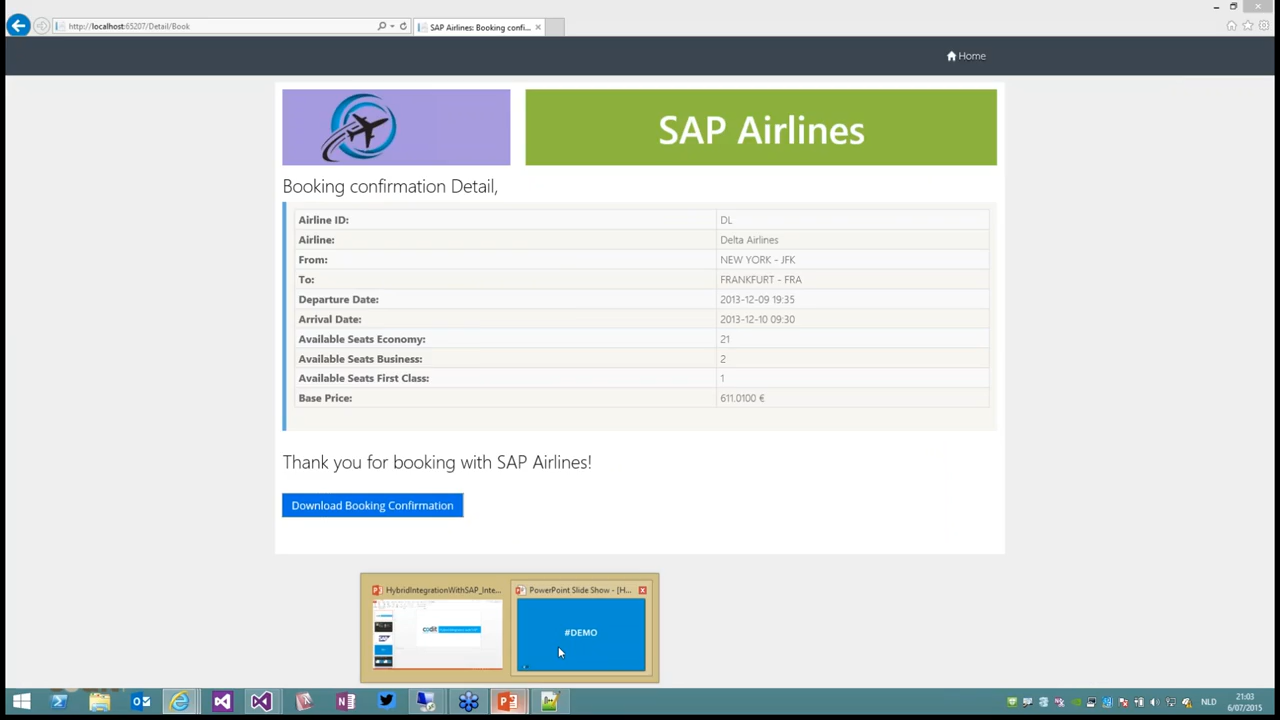 http://localhost:65207/Detail/Book
SAP Airlines: Booking confi...
Home
SAP Airlines
Booking confirmation Detail,
Airline ID: DL
Airline: Delta Airlines
From: NEW YORK - JFK
To: FRANKFURT - FRA
Departure Date: 2013-12-09 19:35
Arrival Date: 2013-12-10 09:30
Available Seats Economy: 21
Available Seats Business: 2
Available Seats First Class: 1
Base Price: 611.0100 €
Thank you for booking with SAP Airlines!
Download Booking Confirmation
HybridIntegrationWithSAP_Inte...
PowerPoint Slide Show - [H...
codit
SAP
#DEMO
NLD
21:03
6/07/2015